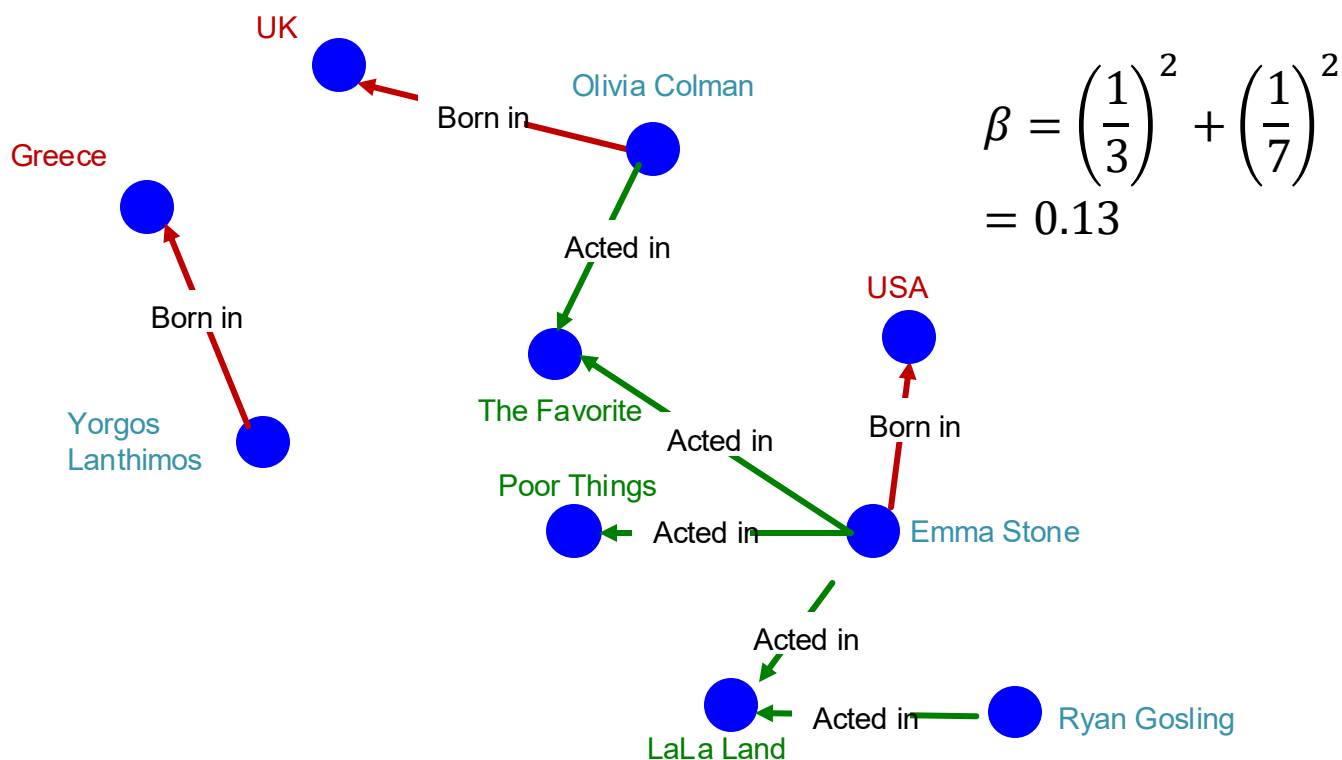 UK
Olivia Colman
Born in
Greece
Acted in
Born in
USA
The Favorite
Yorgos
Lanthimos
Acted in
Born in
Poor Things
Acted in
Emma Stone
Acted in
LaLa Land
Acted in
Ryan Gosling
β = (1/3)² + (1/7)²
= 0.13